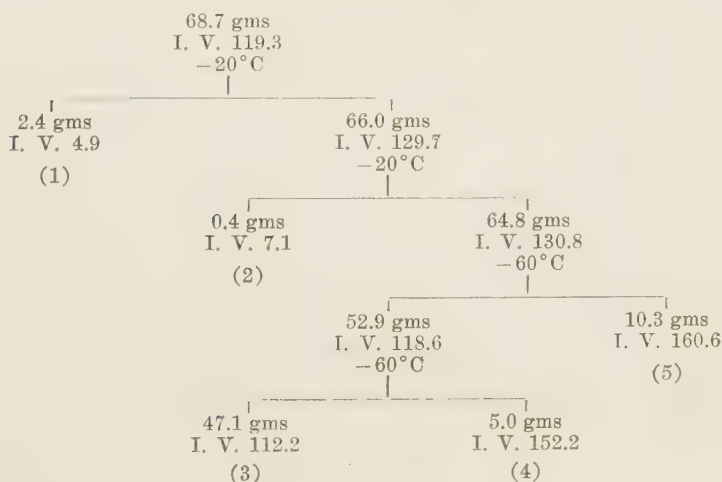 68.7 gms
I. V. 119.3
−20°C
2.4 gms
I. V. 4.9
(1)
66.0 gms
I. V. 129.7
−20°C
0.4 gms
I. V. 7.1
(2)
64.8 gms
I. V. 130.8
−60°C
52.9 gms
I. V. 118.6
−60°C
10.3 gms
I. V. 160.6
(5)
47.1 gms
I. V. 112.2
(3)
5.0 gms
I. V. 152.2
(4)